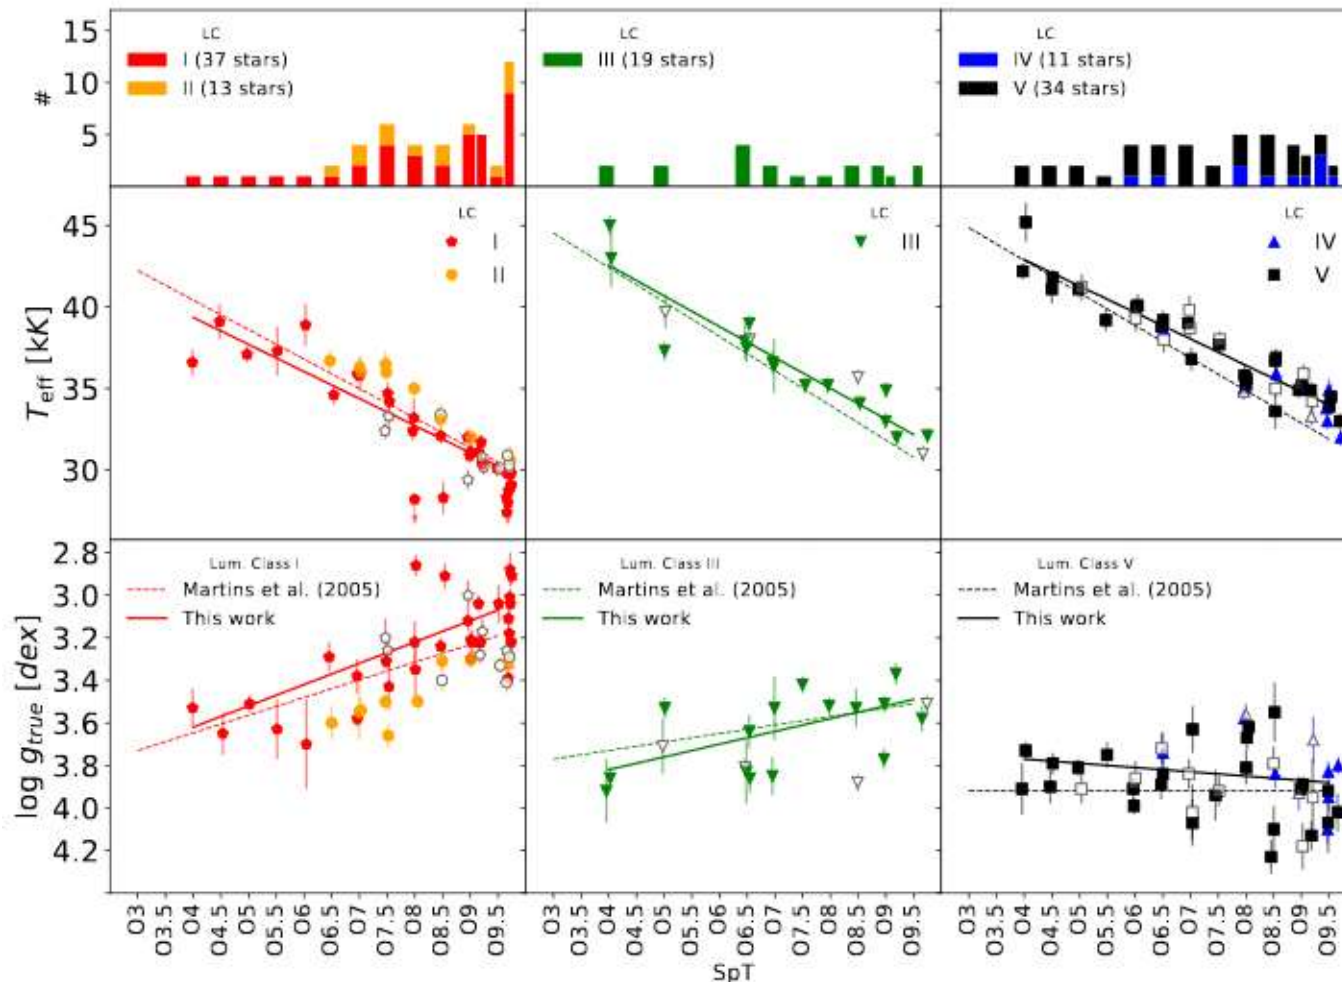 15
10
5
#
LC
I (37 stars)
II (13 stars)
LC
III (19 stars)
LC
IV (11 stars)
V (34 stars)
45
40
35
30
T_eff [kK]
LC
I
II
LC
III
LC
IV
V
2.8
3.0
3.2
3.4
3.6
3.8
4.0
4.2
log g_true [dex]
Lum. Class I
Martins et al. (2005)
This work
Lum. Class III
Martins et al. (2005)
This work
Lum. Class V
Martins et al. (2005)
This work
O3
O3.5
O4
O4.5
O5
O5.5
O6
O6.5
O7
O7.5
O8
O8.5
O9
O9.5
O3
O3.5
O4
O4.5
O5
O5.5
O6
O6.5
O7
O7.5
O8
O8.5
O9
O9.5
O3
O3.5
O4
O4.5
O5
O5.5
O6
O6.5
O7
O7.5
O8
O8.5
O9
O9.5
SpT